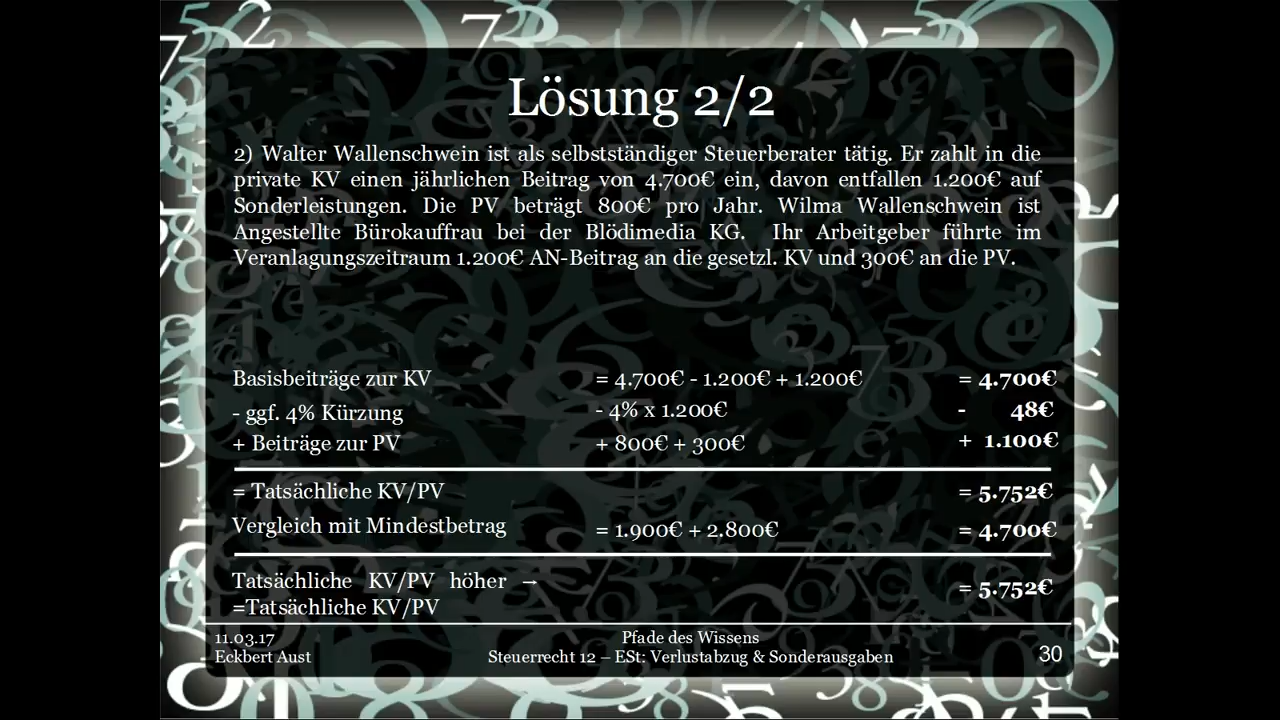 Lösung 2/2
2) Walter Wallenschwein ist als selbstständiger Steuerberater tätig. Er zahlt in die
private KV einen jährlichen Beitrag von 4.700€ ein, davon entfallen 1.200€ auf
Sonderleistungen. Die PV beträgt 800€ pro Jahr. Wilma Wallenschwein ist
Angestellte Bürokauffrau bei der Blödimedia KG. Ihr Arbeitgeber führte im
Veranlagungszeitraum 1.200€ AN-Beitrag an die gesetzl. KV und 300€ an die PV.
Basisbeiträge zur KV = 4.700€ - 1.200€ + 1.200€ = 4.700€
- ggf. 4% Kürzung - 4% x 1.200€ - 48€
+ Beiträge zur PV + 800€ + 300€ + 1.100€
= Tatsächliche KV/PV = 5.752€
Vergleich mit Mindestbetrag = 1.900€ + 2.800€ = 4.700€
Tatsächliche KV/PV höher → = 5.752€
=Tatsächliche KV/PV
11.03.17 Pfade des Wissens
Eckbert Aust Steuerrecht 12 – ESt: Verlustabzug & Sonderausgaben 30